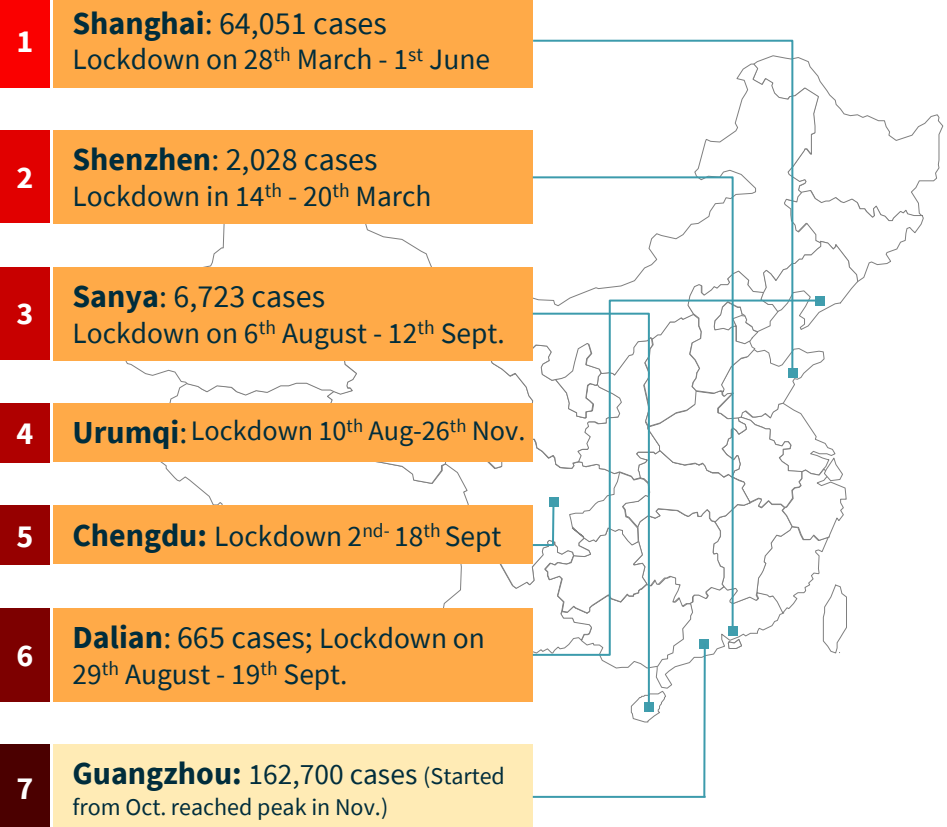 1
Shanghai: 64,051 cases
Lockdown on 28th March - 1st June
2
Shenzhen: 2,028 cases
Lockdown in 14th - 20th March
3
Sanya: 6,723 cases
Lockdown on 6th August - 12th Sept.
4
Urumqi: Lockdown 10th Aug-26th Nov.
5
Chengdu: Lockdown 2nd- 18th Sept
6
Dalian: 665 cases; Lockdown on
29th August - 19th Sept.
7
Guangzhou: 162,700 cases (Started
from Oct. reached peak in Nov.)